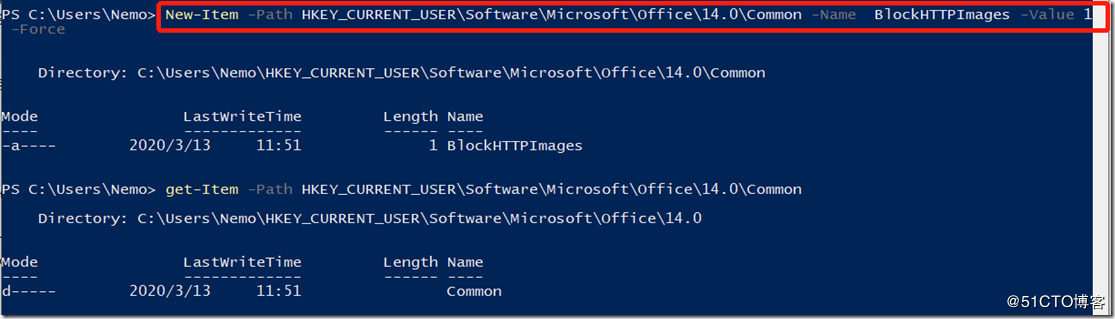 PS C:\Users\Nemo> New-Item -Path HKEY_CURRENT_USER\Software\Microsoft\Office\14.0\Common -Name  BlockHTTPImages -Value 1
-Force
Directory: C:\Users\Nemo\HKEY_CURRENT_USER\Software\Microsoft\Office\14.0\Common
Mode                LastWriteTime         Length Name
----                -------------         ------ ----
-a----        2020/3/13     11:51              1 BlockHTTPImages
PS C:\Users\Nemo> get-Item -Path HKEY_CURRENT_USER\Software\Microsoft\Office\14.0\Common
Directory: C:\Users\Nemo\HKEY_CURRENT_USER\Software\Microsoft\Office\14.0
Mode                LastWriteTime         Length Name
----                -------------         ------ ----
d-----        2020/3/13     11:51                Common
@51CTO博客